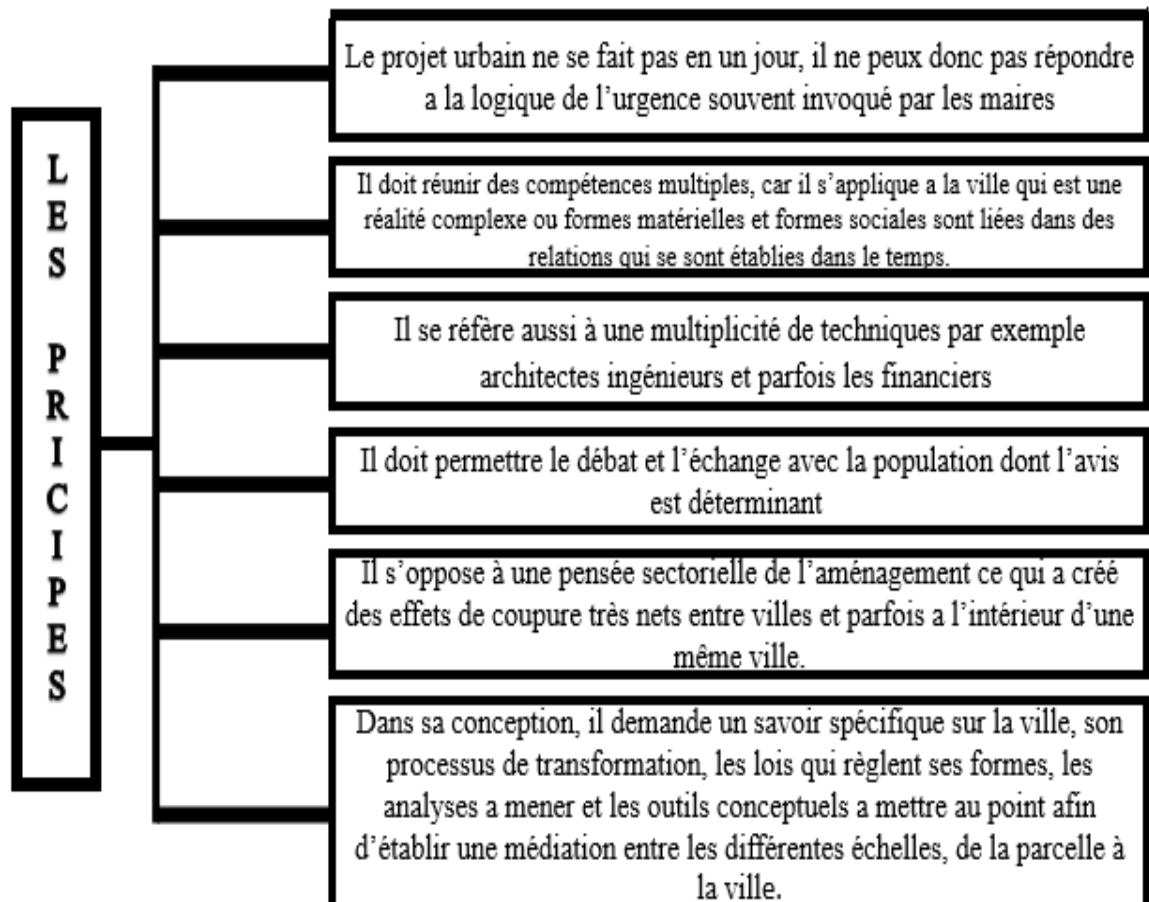 LES PRICIPES
Le projet urbain ne se fait pas en un jour, il ne peux donc pas répondre
a la logique de l'urgence souvent invoqué par les maires
Il doit réunir des compétences multiples, car il s'applique a la ville qui est une
réalité complexe ou formes matérielles et formes sociales sont liées dans des
relations qui se sont établies dans le temps.
Il se réfère aussi à une multiplicité de techniques par exemple
architectes ingénieurs et parfois les financiers
Il doit permettre le débat et l'échange avec la population dont l'avis
est déterminant
Il s'oppose à une pensée sectorielle de l'aménagement ce qui a créé
des effets de coupure très nets entre villes et parfois a l'intérieur d'une
même ville.
Dans sa conception, il demande un savoir spécifique sur la ville, son
processus de transformation, les lois qui règlent ses formes, les
analyses a mener et les outils conceptuels a mettre au point afin
d'établir une médiation entre les différentes échelles, de la parcelle à
la ville.